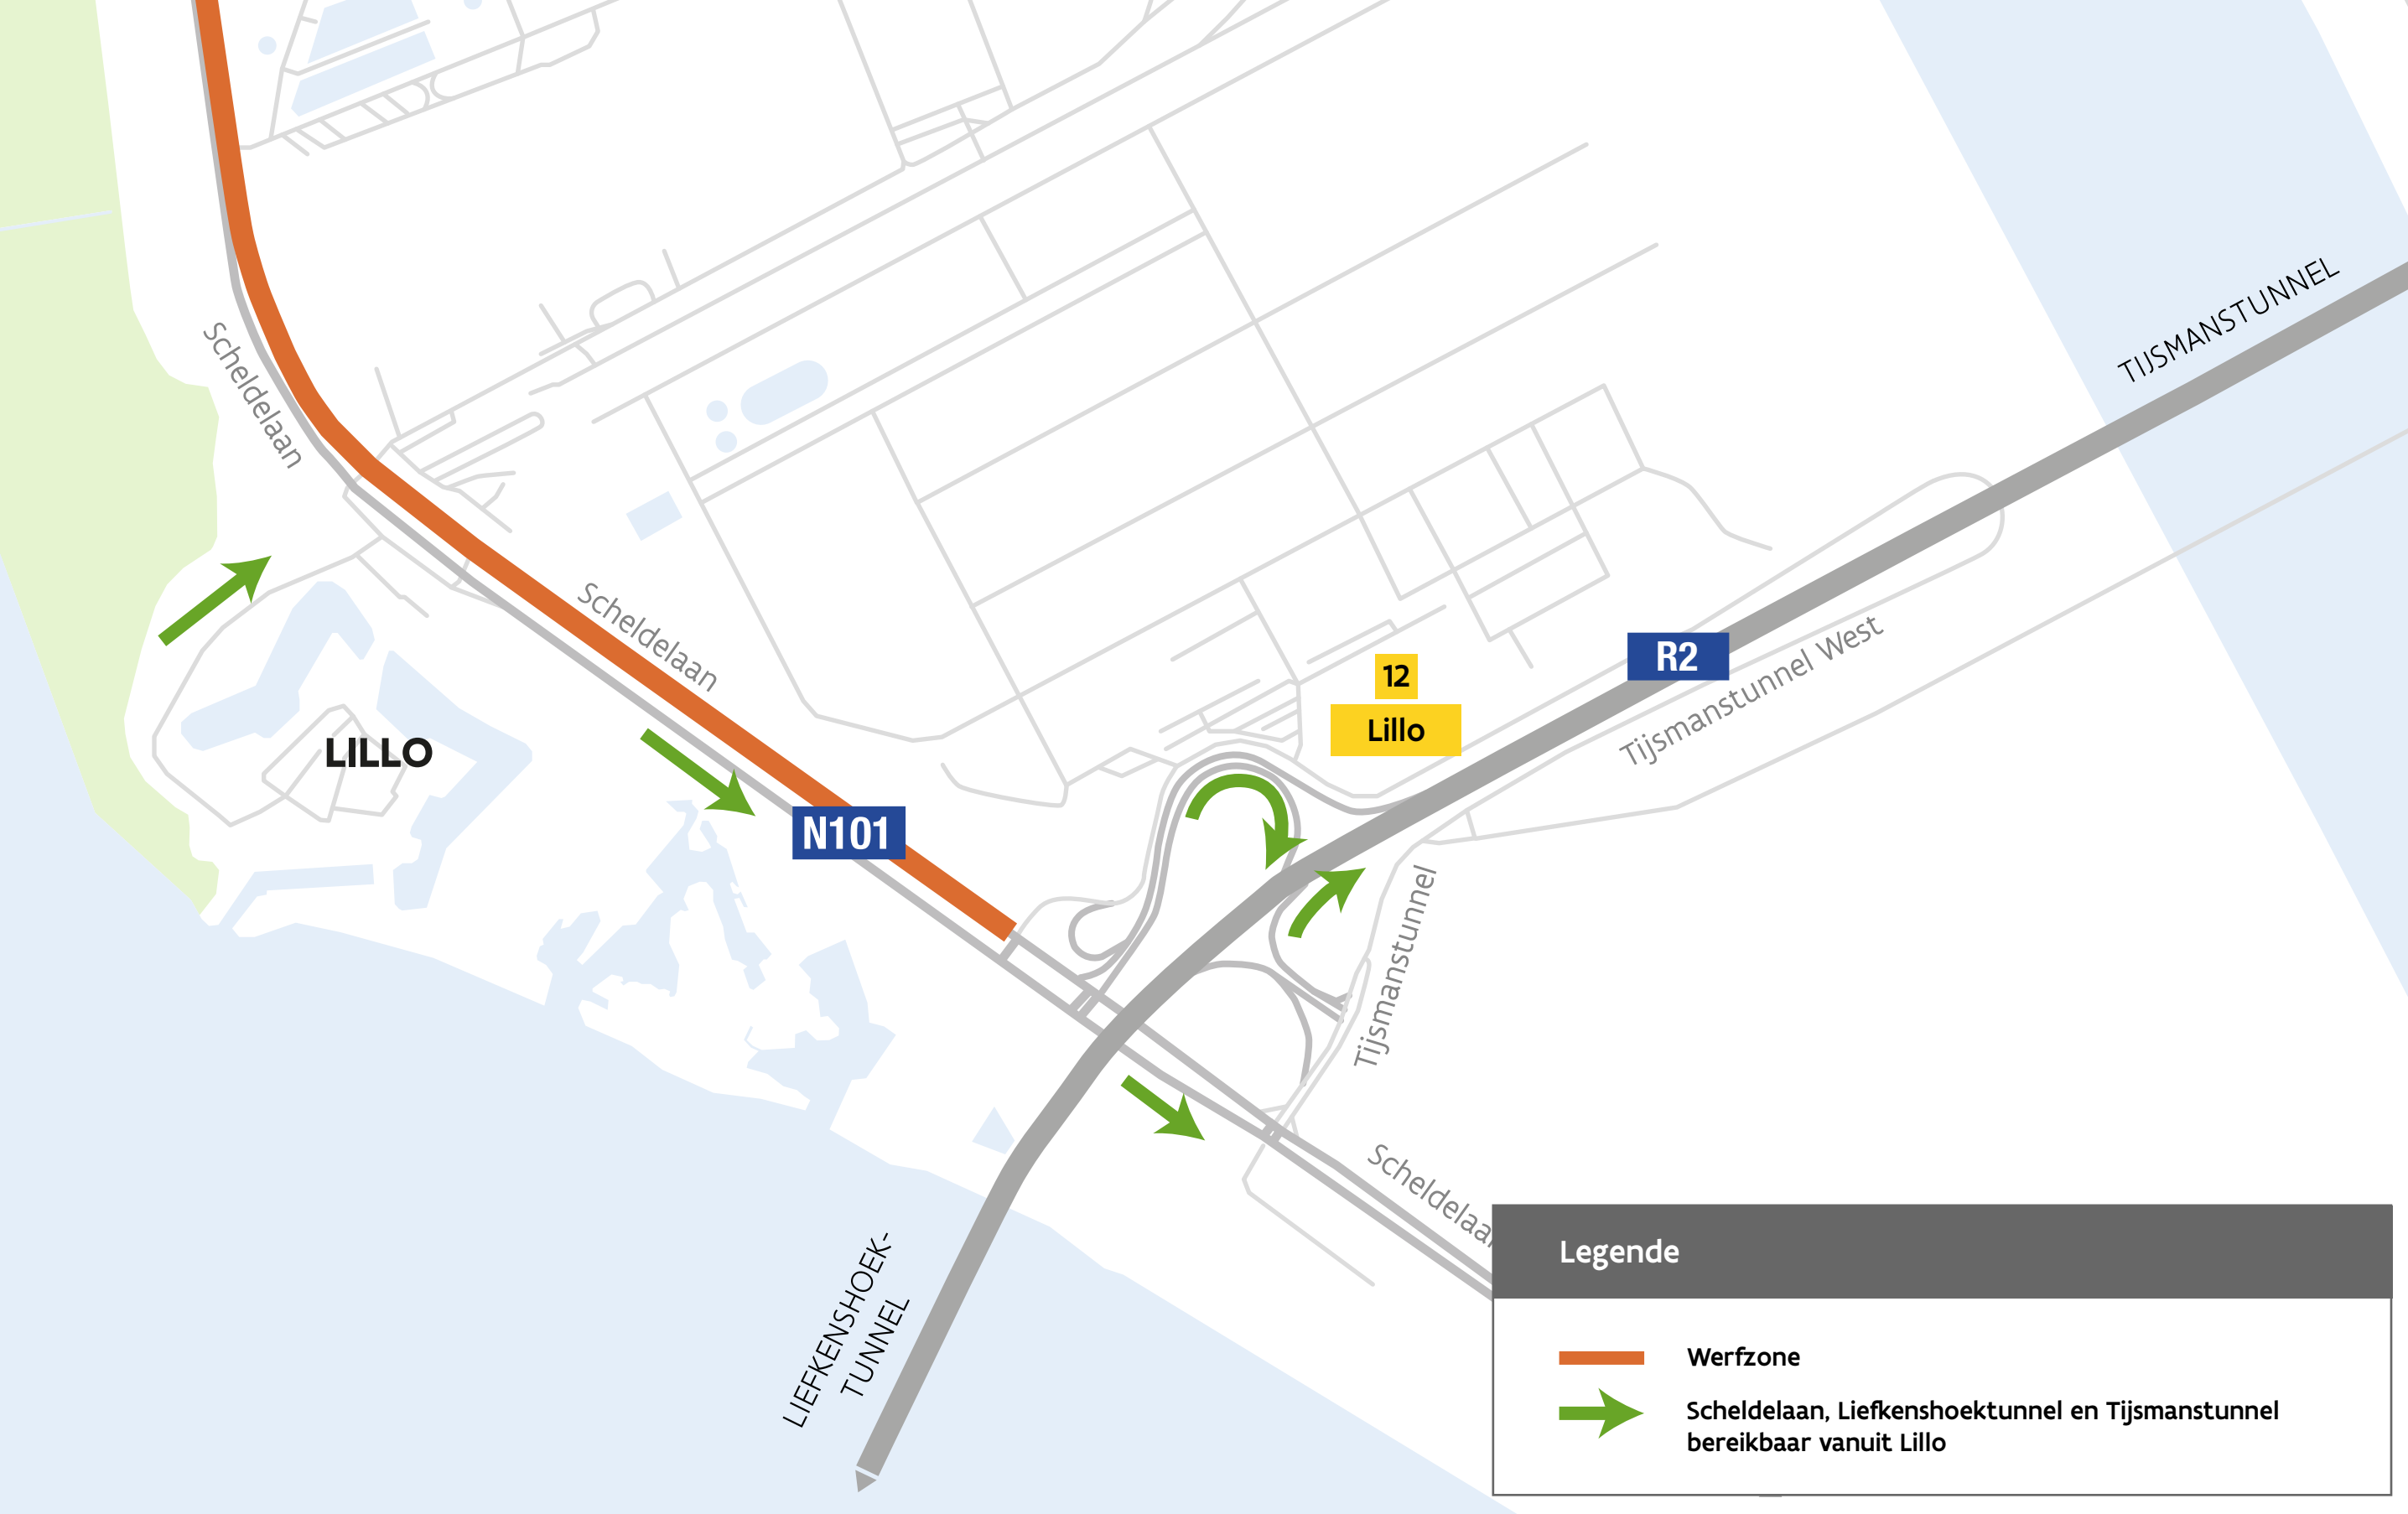 TIJSMANSTUNNEL
Scheldelaan
Scheldelaan
R2
Tijsmanstunnel West
12
Lillo
LILLO
N101
Tijsmanstunnel
Scheldelaa
LIEFKENSHOEK-
TUNNEL
Legende
Werfzone
Scheldelaan, Liefkenshoektunnel en Tijsmanstunnel
bereikbaar vanuit Lillo